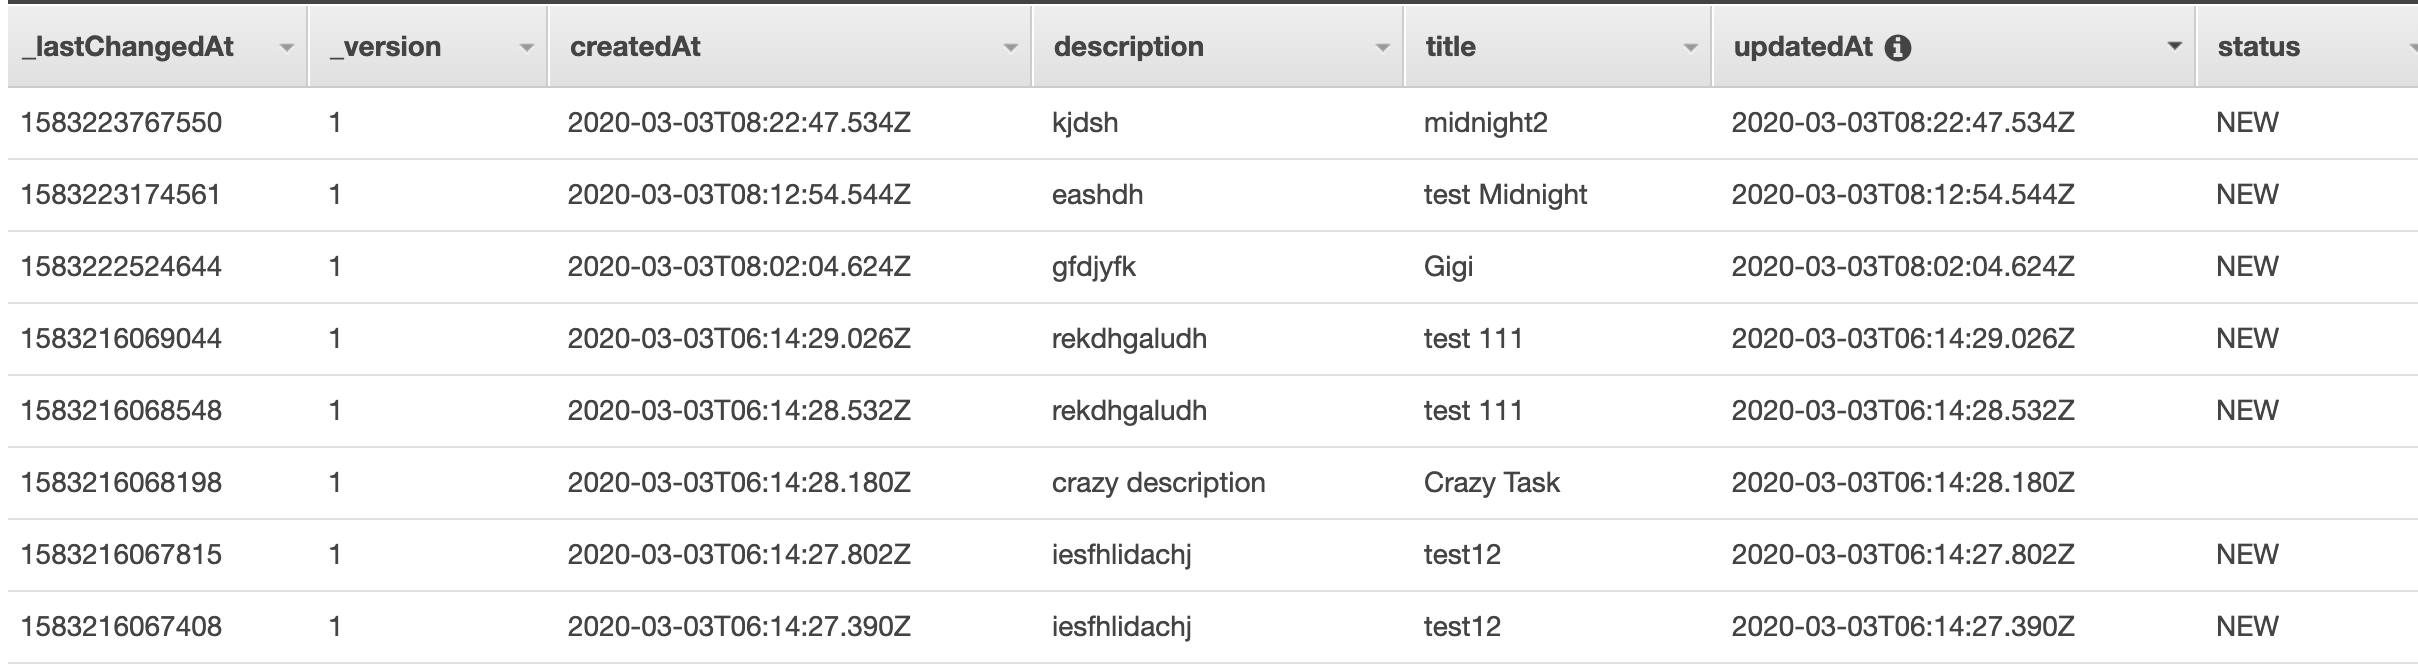 _lastChangedAt _version createdAt description title updatedAt status
1583223767550 1 2020-03-03T08:22:47.534Z kjdsh midnight2 2020-03-03T08:22:47.534Z NEW
1583223174561 1 2020-03-03T08:12:54.544Z eashdh test Midnight 2020-03-03T08:12:54.544Z NEW
1583222524644 1 2020-03-03T08:02:04.624Z gfdjyfk Gigi 2020-03-03T08:02:04.624Z NEW
1583216069044 1 2020-03-03T06:14:29.026Z rekdhgaludh test 111 2020-03-03T06:14:29.026Z NEW
1583216068548 1 2020-03-03T06:14:28.532Z rekdhgaludh test 111 2020-03-03T06:14:28.532Z NEW
1583216068198 1 2020-03-03T06:14:28.180Z crazy description Crazy Task 2020-03-03T06:14:28.180Z
1583216067815 1 2020-03-03T06:14:27.802Z iesfhlidachj test12 2020-03-03T06:14:27.802Z NEW
1583216067408 1 2020-03-03T06:14:27.390Z iesfhlidachj test12 2020-03-03T06:14:27.390Z NEW